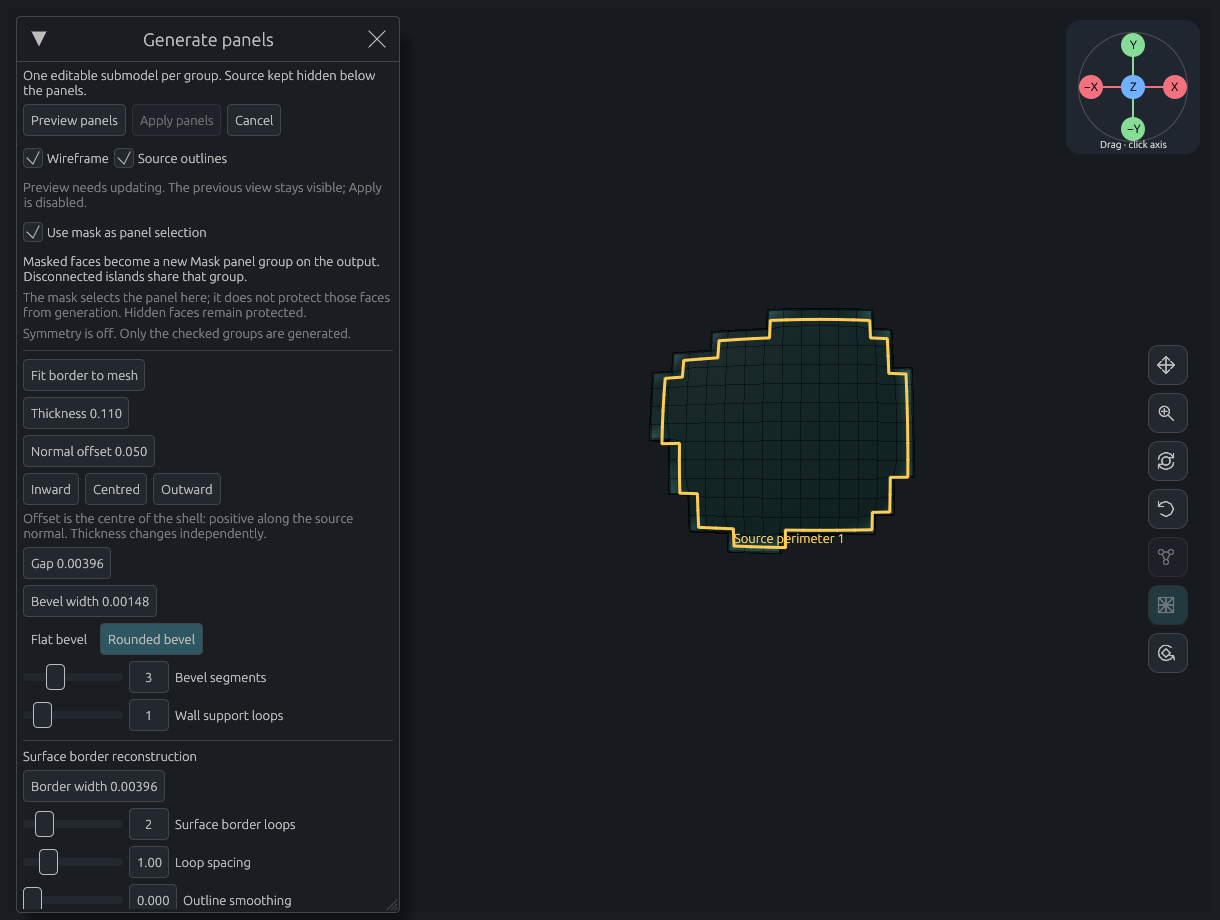 Generate panels
One editable submodel per group. Source kept hidden below
the panels.
Preview panels
Apply panels
Cancel
Wireframe
Source outlines
Preview needs updating. The previous view stays visible; Apply
is disabled.
Use mask as panel selection
Masked faces become a new Mask panel group on the output.
Disconnected islands share that group.
The mask selects the panel here; it does not protect those faces
from generation. Hidden faces remain protected.
Symmetry is off. Only the checked groups are generated.
Fit border to mesh
Thickness 0.110
Normal offset 0.050
Inward
Centred
Outward
Offset is the centre of the shell: positive along the source
normal. Thickness changes independently.
Gap 0.00396
Bevel width 0.00148
Flat bevel
Rounded bevel
3 Bevel segments
1 Wall support loops
Surface border reconstruction
Border width 0.00396
2 Surface border loops
1.00 Loop spacing
0.000 Outline smoothing
Source perimeter 1
Y
−X
Z
X
−Y
Drag · click axis